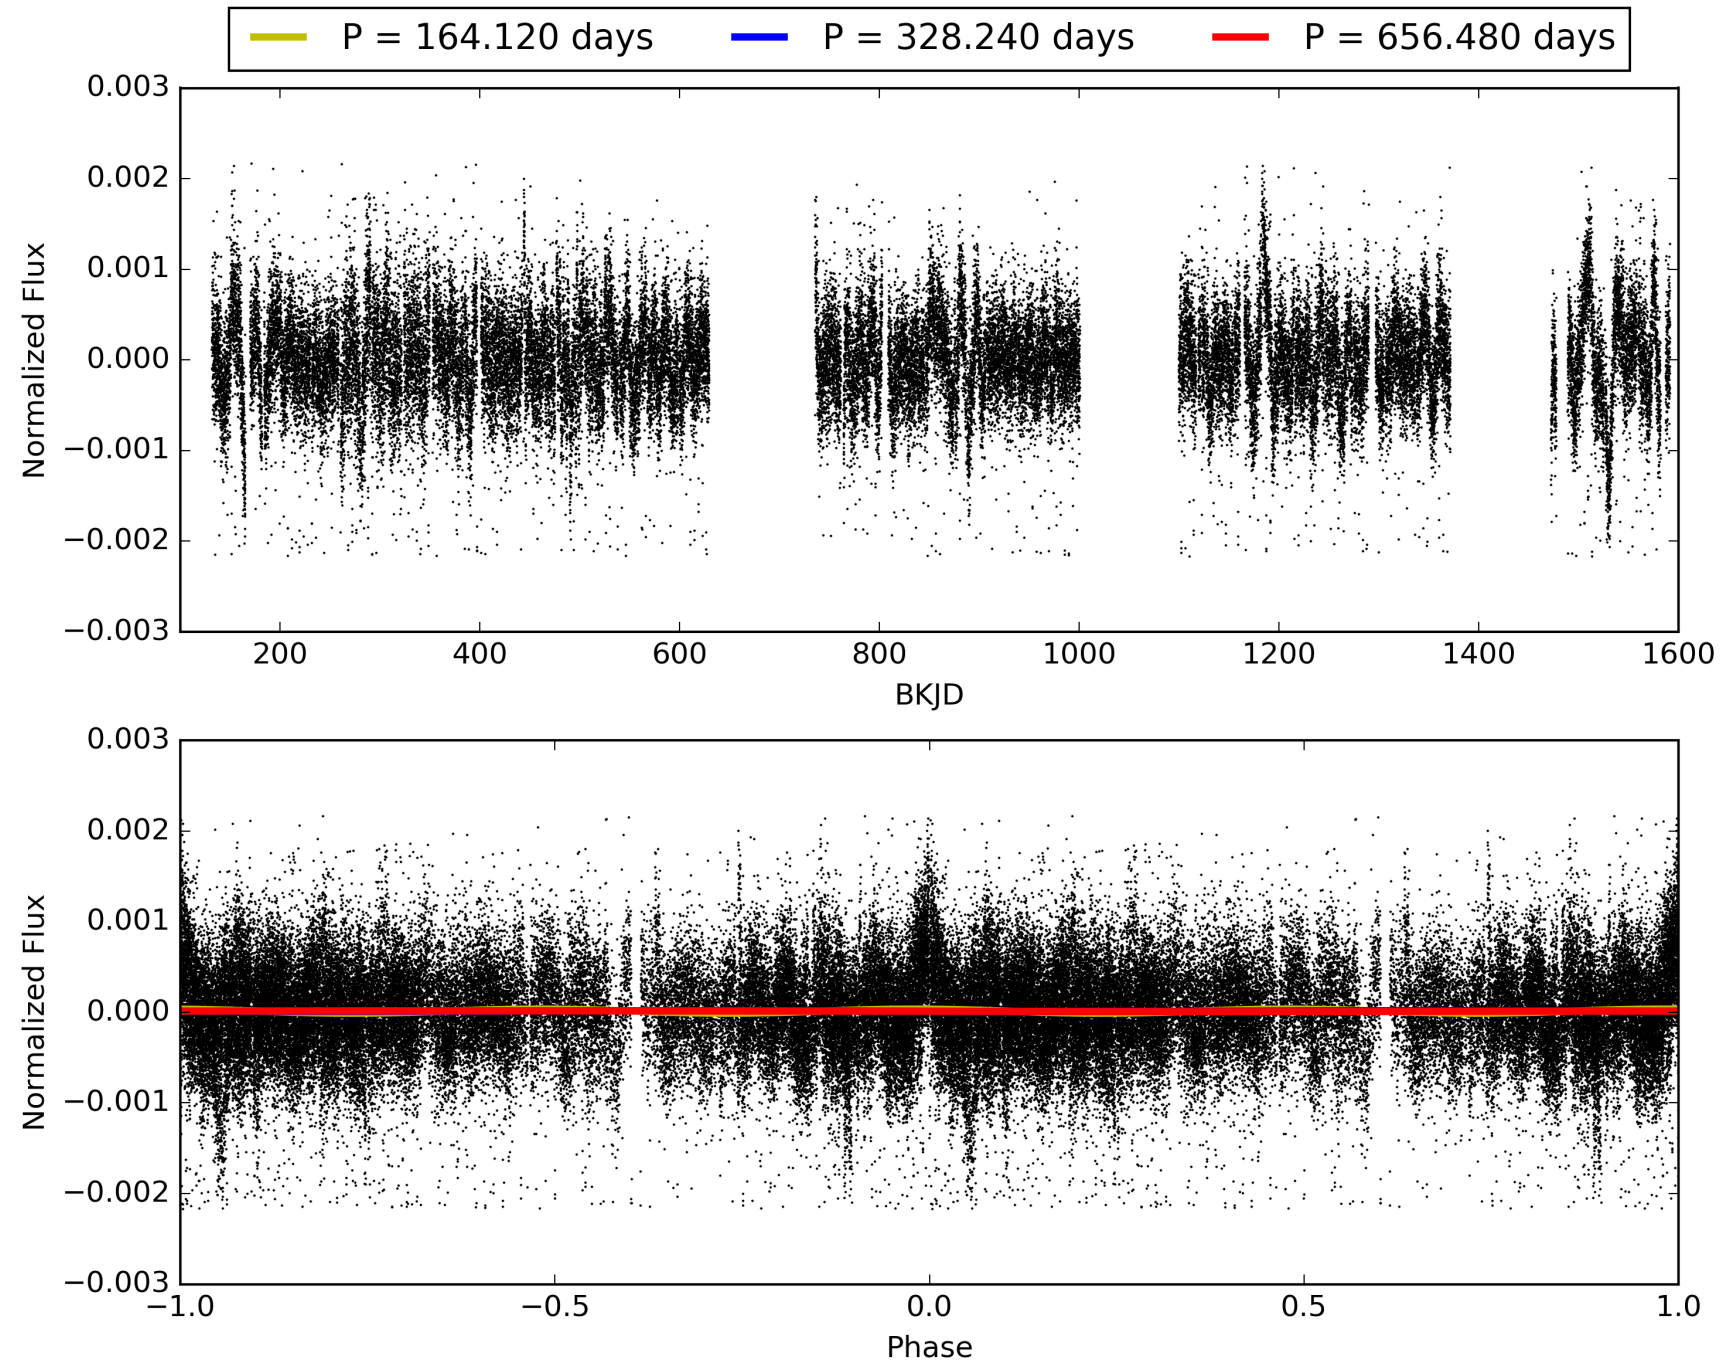 P = 164.120 days P = 328.240 days P = 656.480 days
0.003
0.002
0.001
0.000
−0.001
−0.002
−0.003
Normalized Flux
200 400 600 800 1000 1200 1400 1600
BKJD
0.003
0.002
0.001
0.000
−0.001
−0.002
−0.003
Normalized Flux
−1.0 −0.5 0.0 0.5 1.0
Phase